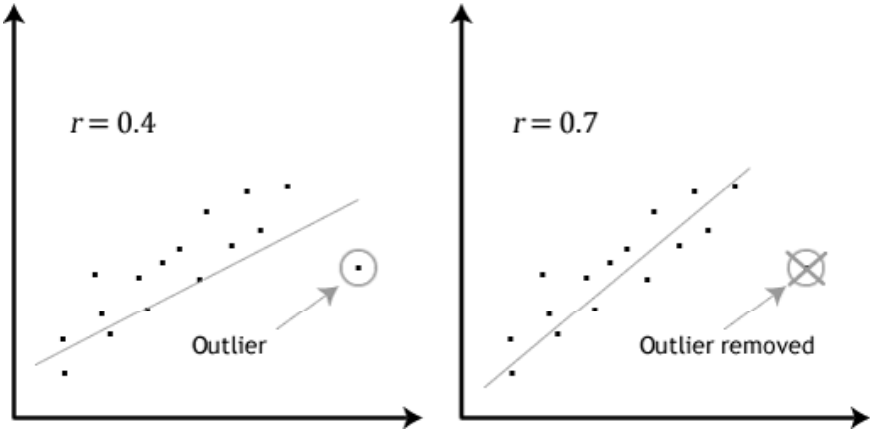 r = 0.4
Outlier
r = 0.7
Outlier removed